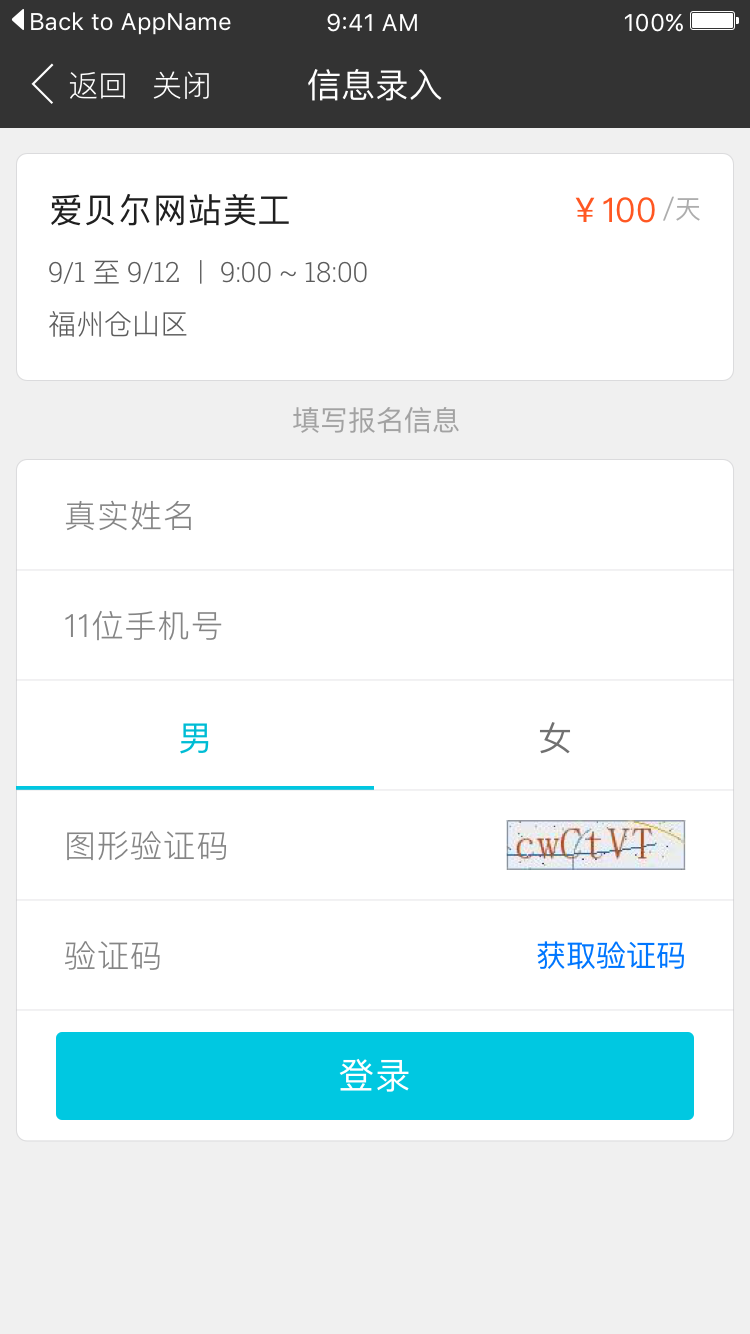 Back to AppName 9:41 AM 100%
返回 关闭 信息录入
爱贝尔网站美工 ¥100/天
9/1 至 9/12 | 9:00 ~ 18:00
福州仓山区
填写报名信息
真实姓名
11位手机号
男 女
图形验证码 cwCtVT
验证码 获取验证码
登录